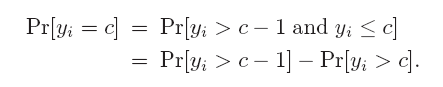 Pr[y_i = c] = Pr[y_i > c − 1 and y_i ≤ c]
= Pr[y_i > c − 1] − Pr[y_i > c].